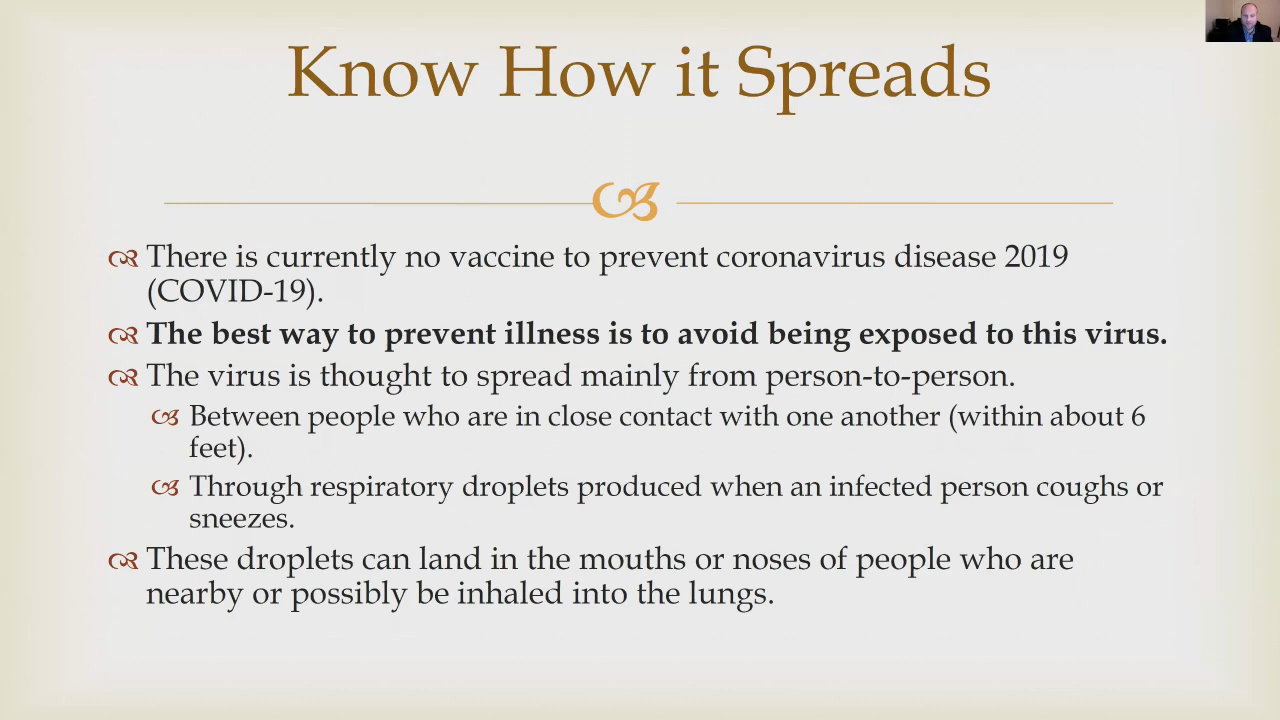 Know How it Spreads
There is currently no vaccine to prevent coronavirus disease 2019
(COVID-19).
The best way to prevent illness is to avoid being exposed to this virus.
The virus is thought to spread mainly from person-to-person.
Between people who are in close contact with one another (within about 6
feet).
Through respiratory droplets produced when an infected person coughs or
sneezes.
These droplets can land in the mouths or noses of people who are
nearby or possibly be inhaled into the lungs.